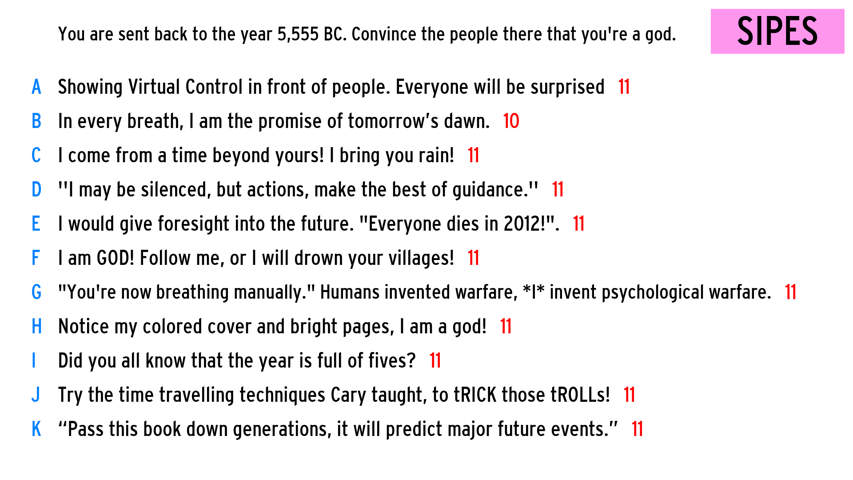 You are sent back to the year 5,555 BC. Convince the people there that you're a god.
SIPES
A Showing Virtual Control in front of people. Everyone will be surprised 11
B In every breath, I am the promise of tomorrow’s dawn. 10
C I come from a time beyond yours! I bring you rain! 11
D "I may be silenced, but actions, make the best of guidance." 11
E I would give foresight into the future. "Everyone dies in 2012!". 11
F I am GOD! Follow me, or I will drown your villages! 11
G "You're now breathing manually." Humans invented warfare, *I* invent psychological warfare. 11
H Notice my colored cover and bright pages, I am a god! 11
I Did you all know that the year is full of fives? 11
J Try the time travelling techniques Cary taught, to tRICK those tROLLs! 11
K “Pass this book down generations, it will predict major future events.” 11